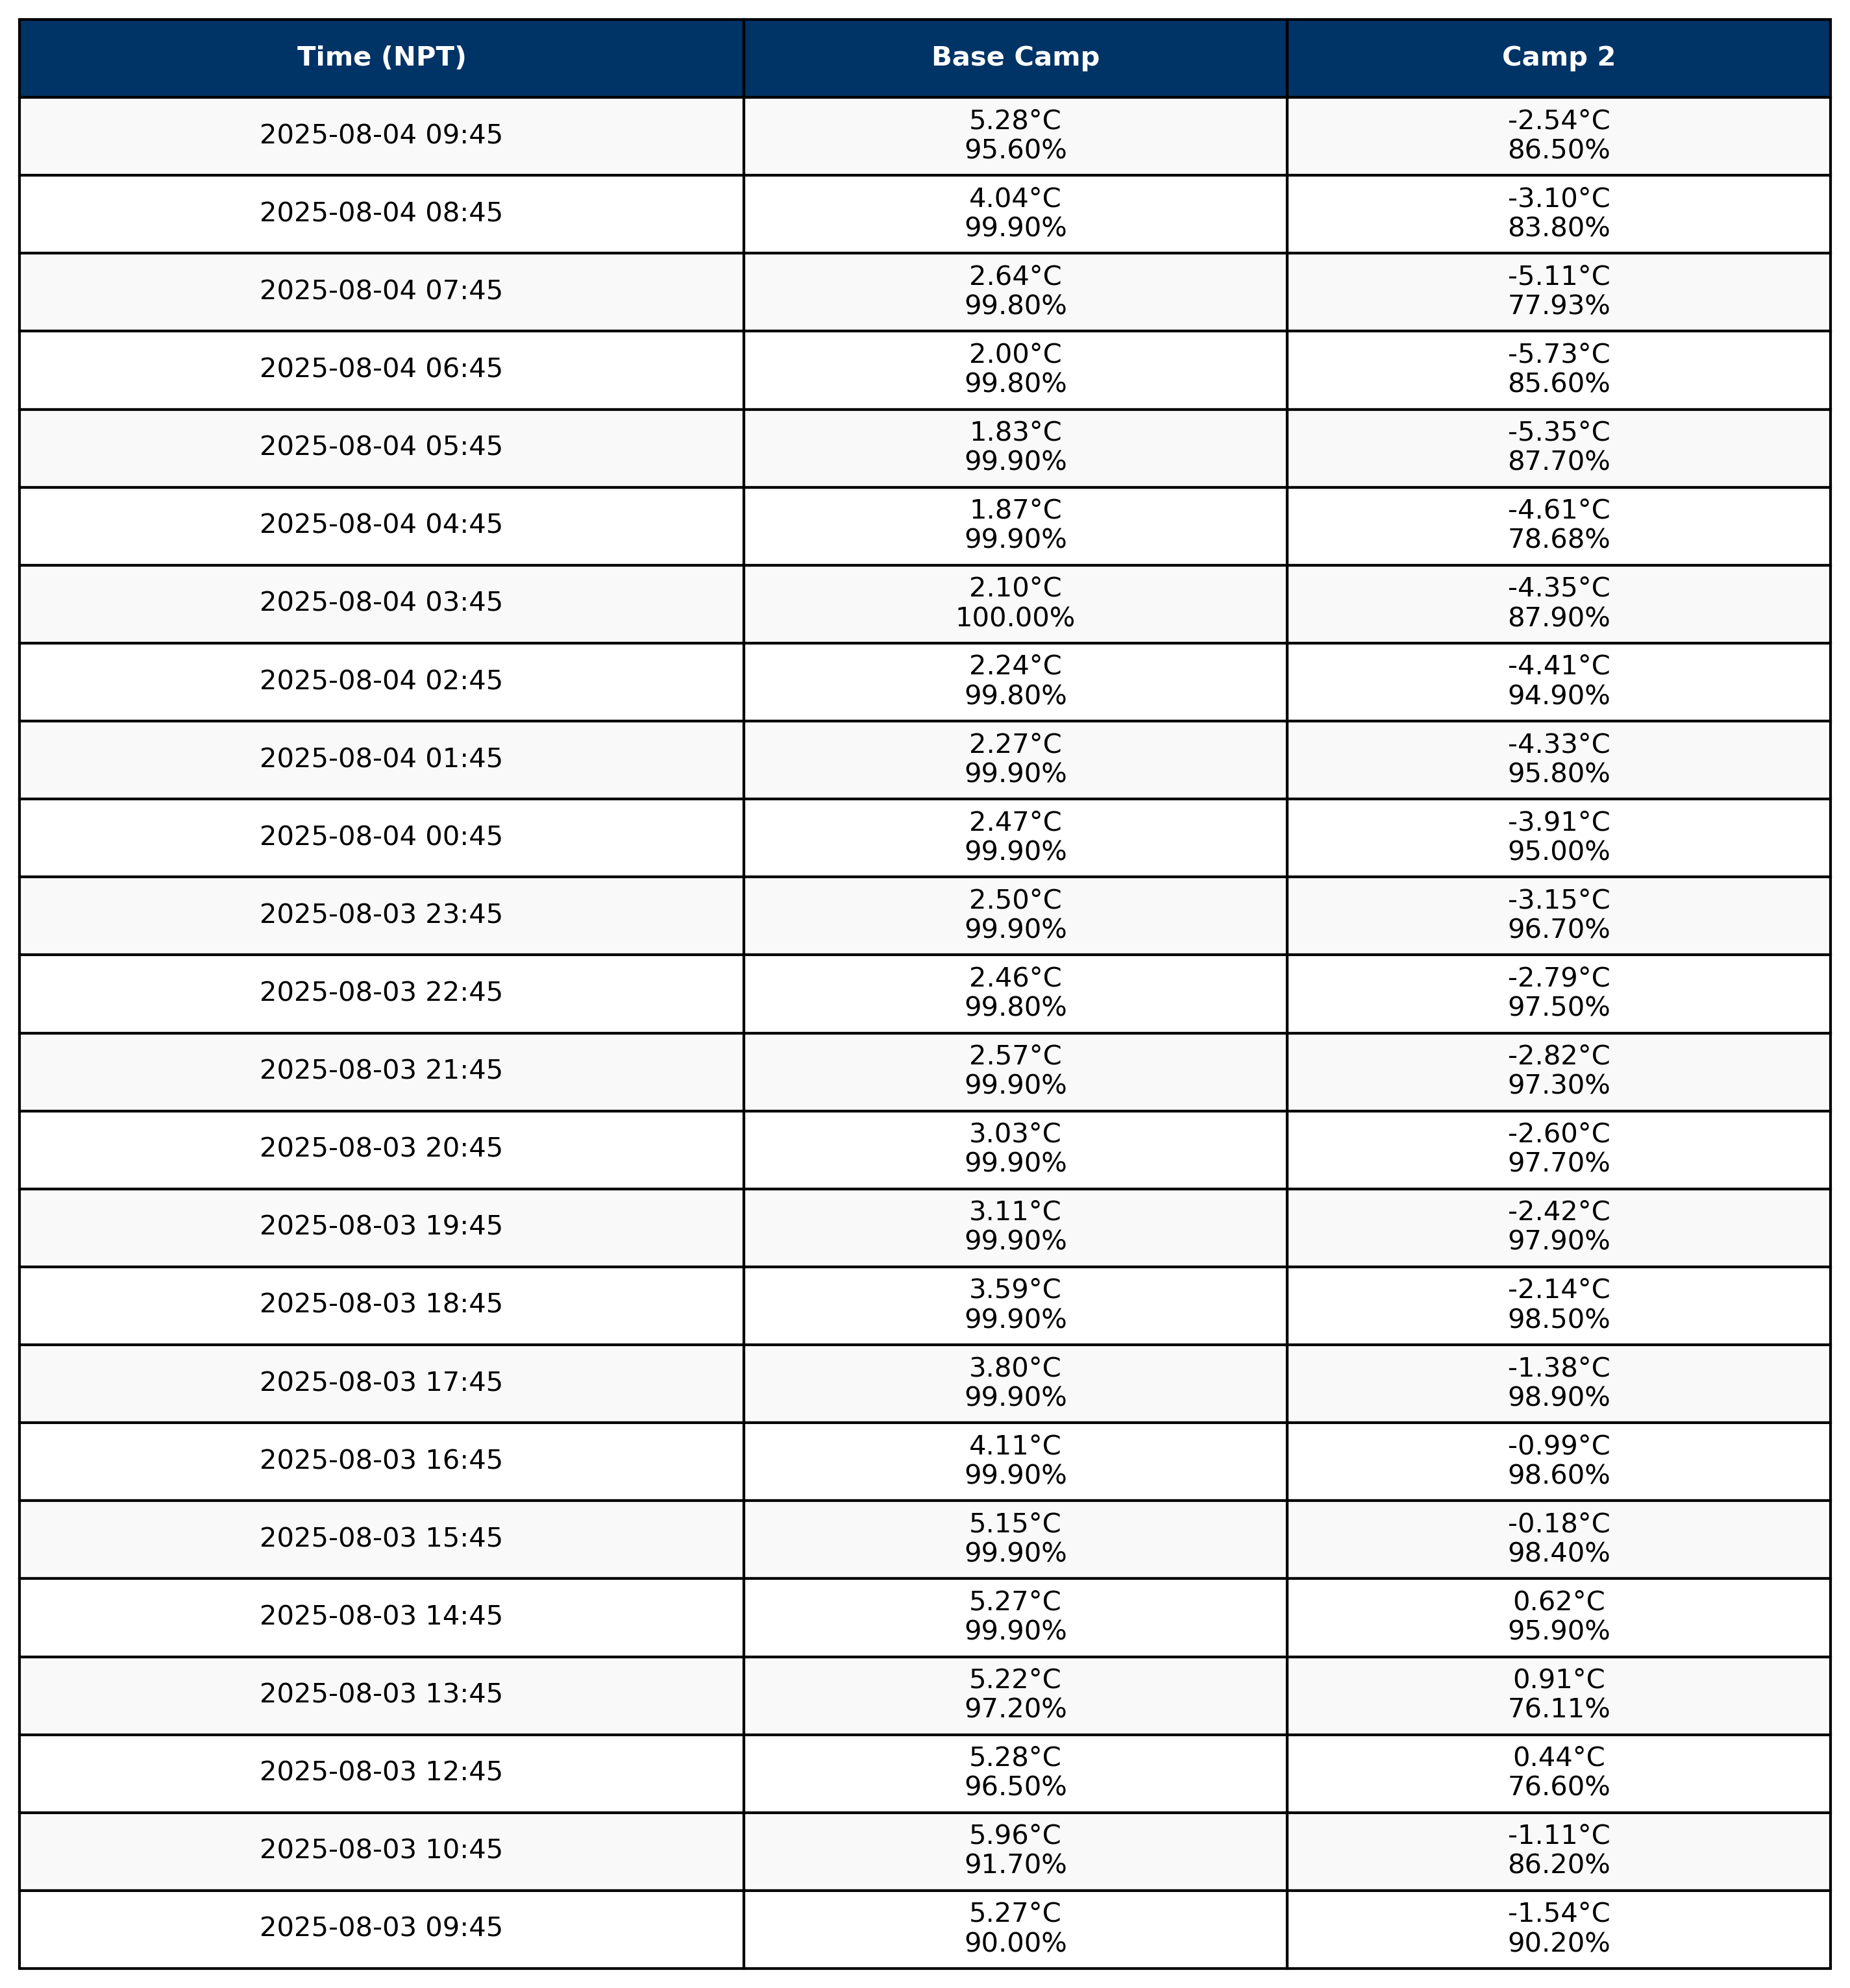 Time (NPT) Base Camp Camp 2
2025-08-04 09:45 5.28°C -2.54°C
95.60% 86.50%
2025-08-04 08:45 4.04°C -3.10°C
99.90% 83.80%
2025-08-04 07:45 2.64°C -5.11°C
99.80% 77.93%
2025-08-04 06:45 2.00°C -5.73°C
99.80% 85.60%
2025-08-04 05:45 1.83°C -5.35°C
99.90% 87.70%
2025-08-04 04:45 1.87°C -4.61°C
99.90% 78.68%
2025-08-04 03:45 2.10°C -4.35°C
100.00% 87.90%
2025-08-04 02:45 2.24°C -4.41°C
99.80% 94.90%
2025-08-04 01:45 2.27°C -4.33°C
99.90% 95.80%
2025-08-04 00:45 2.47°C -3.91°C
99.90% 95.00%
2025-08-03 23:45 2.50°C -3.15°C
99.90% 96.70%
2025-08-03 22:45 2.46°C -2.79°C
99.80% 97.50%
2025-08-03 21:45 2.57°C -2.82°C
99.90% 97.30%
2025-08-03 20:45 3.03°C -2.60°C
99.90% 97.70%
2025-08-03 19:45 3.11°C -2.42°C
99.90% 97.90%
2025-08-03 18:45 3.59°C -2.14°C
99.90% 98.50%
2025-08-03 17:45 3.80°C -1.38°C
99.90% 98.90%
2025-08-03 16:45 4.11°C -0.99°C
99.90% 98.60%
2025-08-03 15:45 5.15°C -0.18°C
99.90% 98.40%
2025-08-03 14:45 5.27°C 0.62°C
99.90% 95.90%
2025-08-03 13:45 5.22°C 0.91°C
97.20% 76.11%
2025-08-03 12:45 5.28°C 0.44°C
96.50% 76.60%
2025-08-03 10:45 5.96°C -1.11°C
91.70% 86.20%
2025-08-03 09:45 5.27°C -1.54°C
90.00% 90.20%